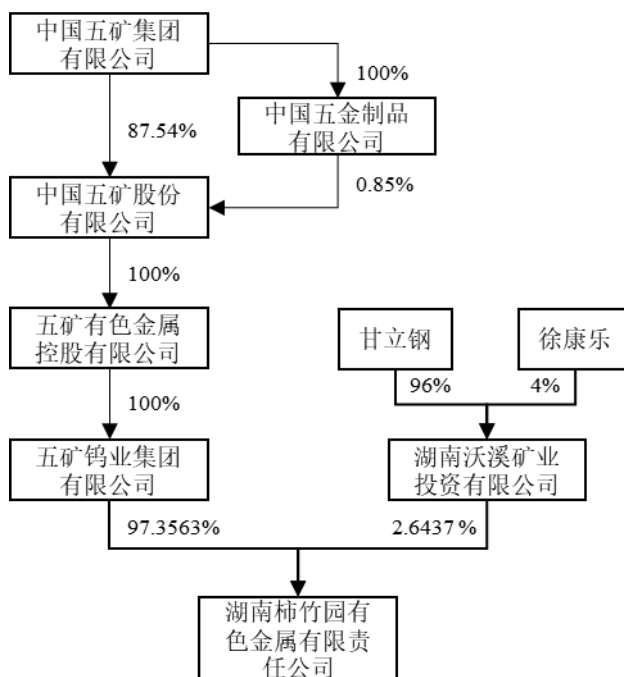 中国五矿集团
有限公司
100%
中国五金制品
有限公司
87.54%
0.85%
中国五矿股份
有限公司
100%
五矿有色金属
控股有限公司
甘立钢
徐康乐
96%
4%
100%
五矿钨业集团
有限公司
湖南沃溪矿业
投资有限公司
97.3563%
2.6437%
湖南柿竹园有
色金属有限责
任公司